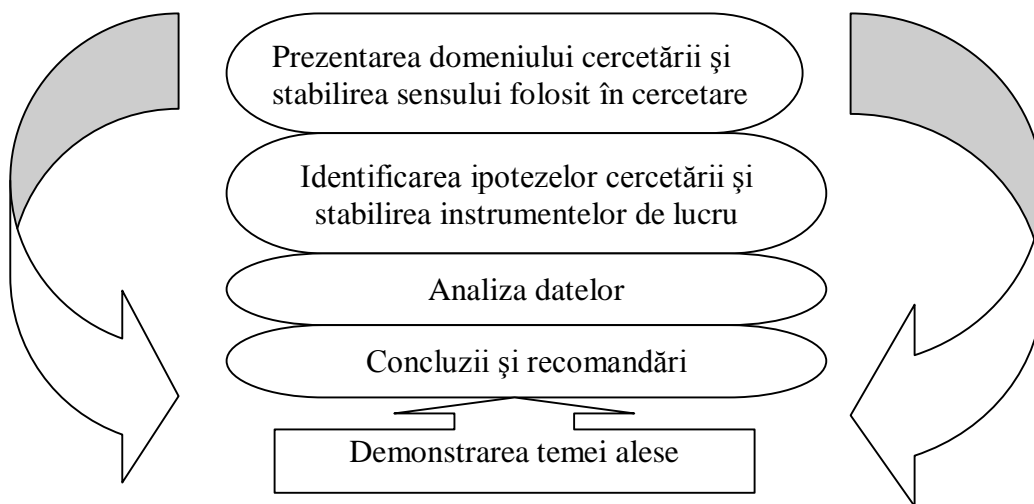 Prezentarea domeniului cercetării şi
stabilirea sensului folosit în cercetare
Identificarea ipotezelor cercetării şi
stabilirea instrumentelor de lucru
Analiza datelor
Concluzii şi recomandări
Demonstrarea temei alese